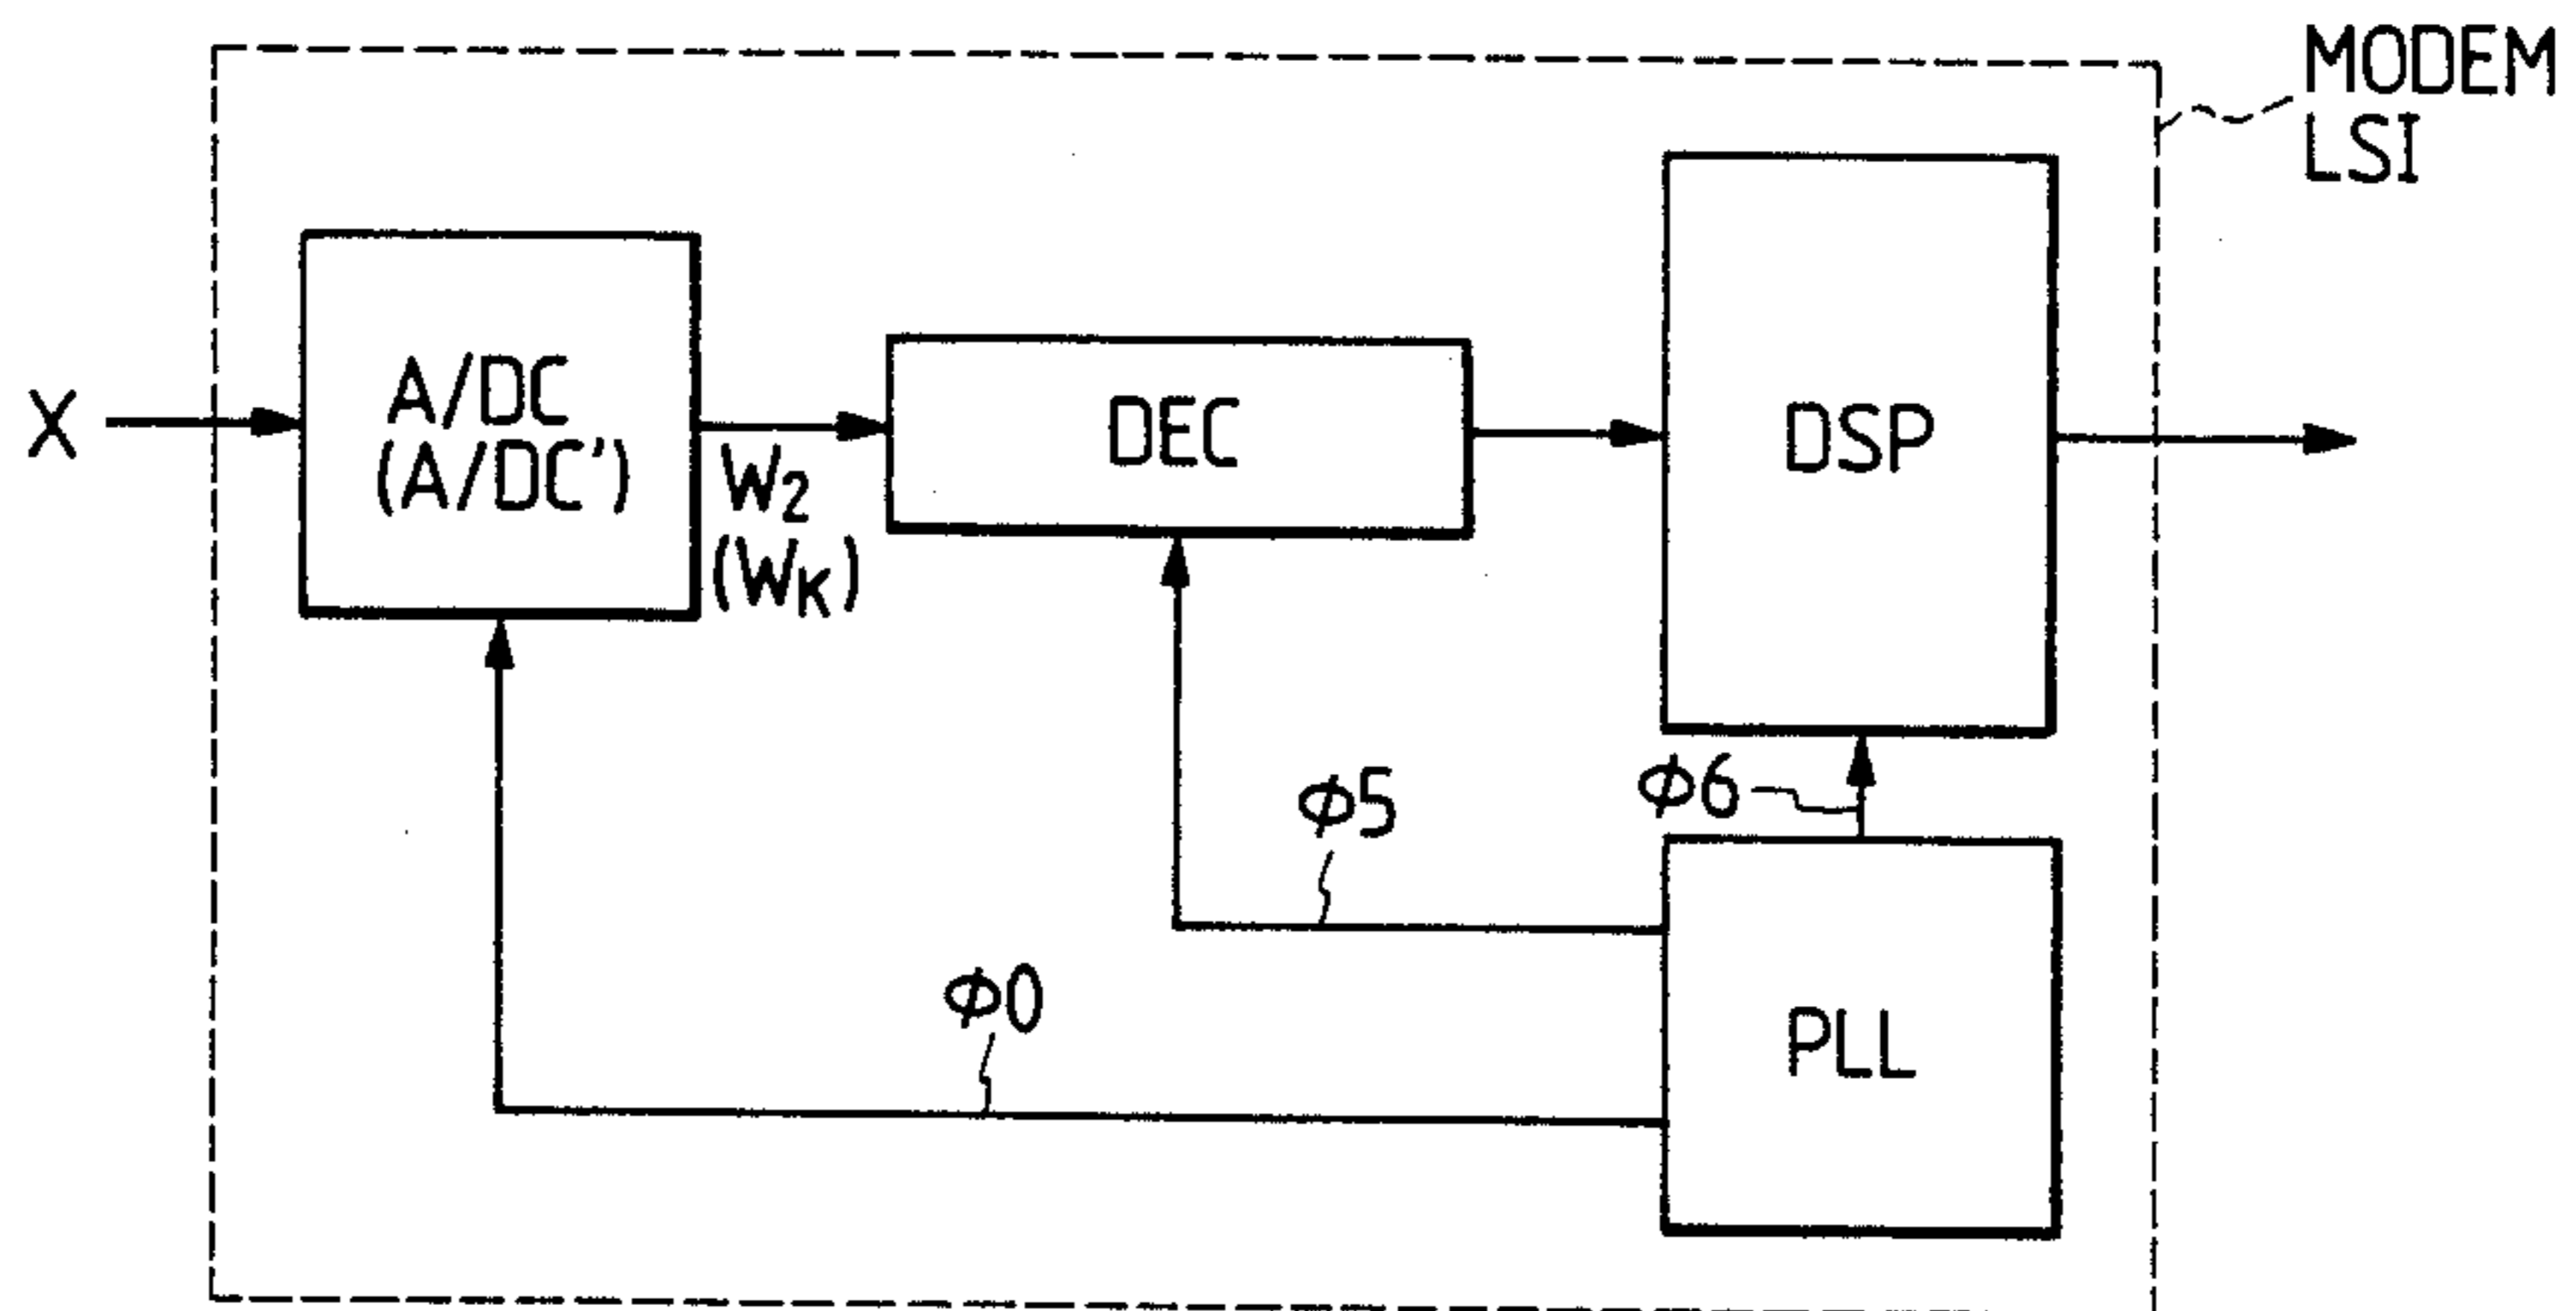 MODEM
LSI
X
A/DC
(A/DC')
W2
(WK)
DEC
DSP
ϕ5
ϕ6
ϕ0
PLL